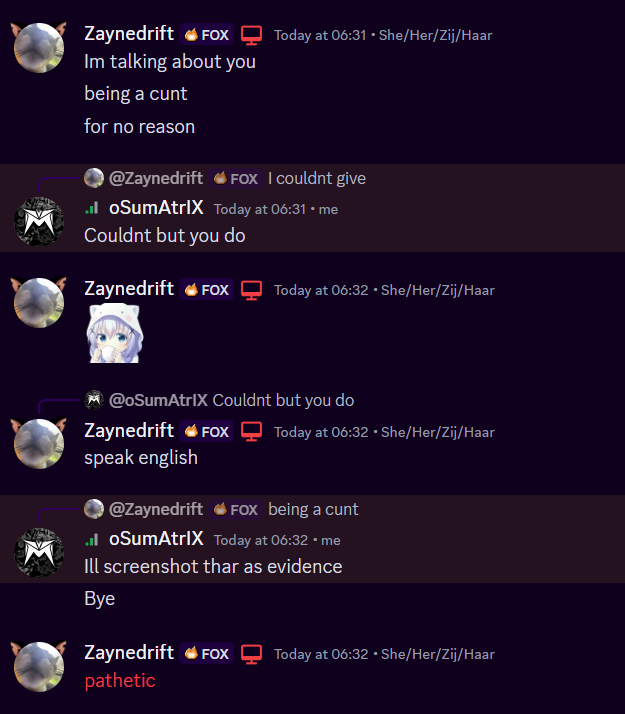 Zaynedrift FOX Today at 06:31 • She/Her/Zij/Haar
Im talking about you
being a cunt
for no reason
@Zaynedrift FOX I couldnt give
oSumAtrIX Today at 06:31 • me
Couldnt but you do
Zaynedrift FOX Today at 06:32 • She/Her/Zij/Haar
@oSumAtrIX Couldnt but you do
Zaynedrift FOX Today at 06:32 • She/Her/Zij/Haar
speak english
@Zaynedrift FOX being a cunt
oSumAtrIX Today at 06:32 • me
Ill screenshot thar as evidence
Bye
Zaynedrift FOX Today at 06:32 • She/Her/Zij/Haar
pathetic